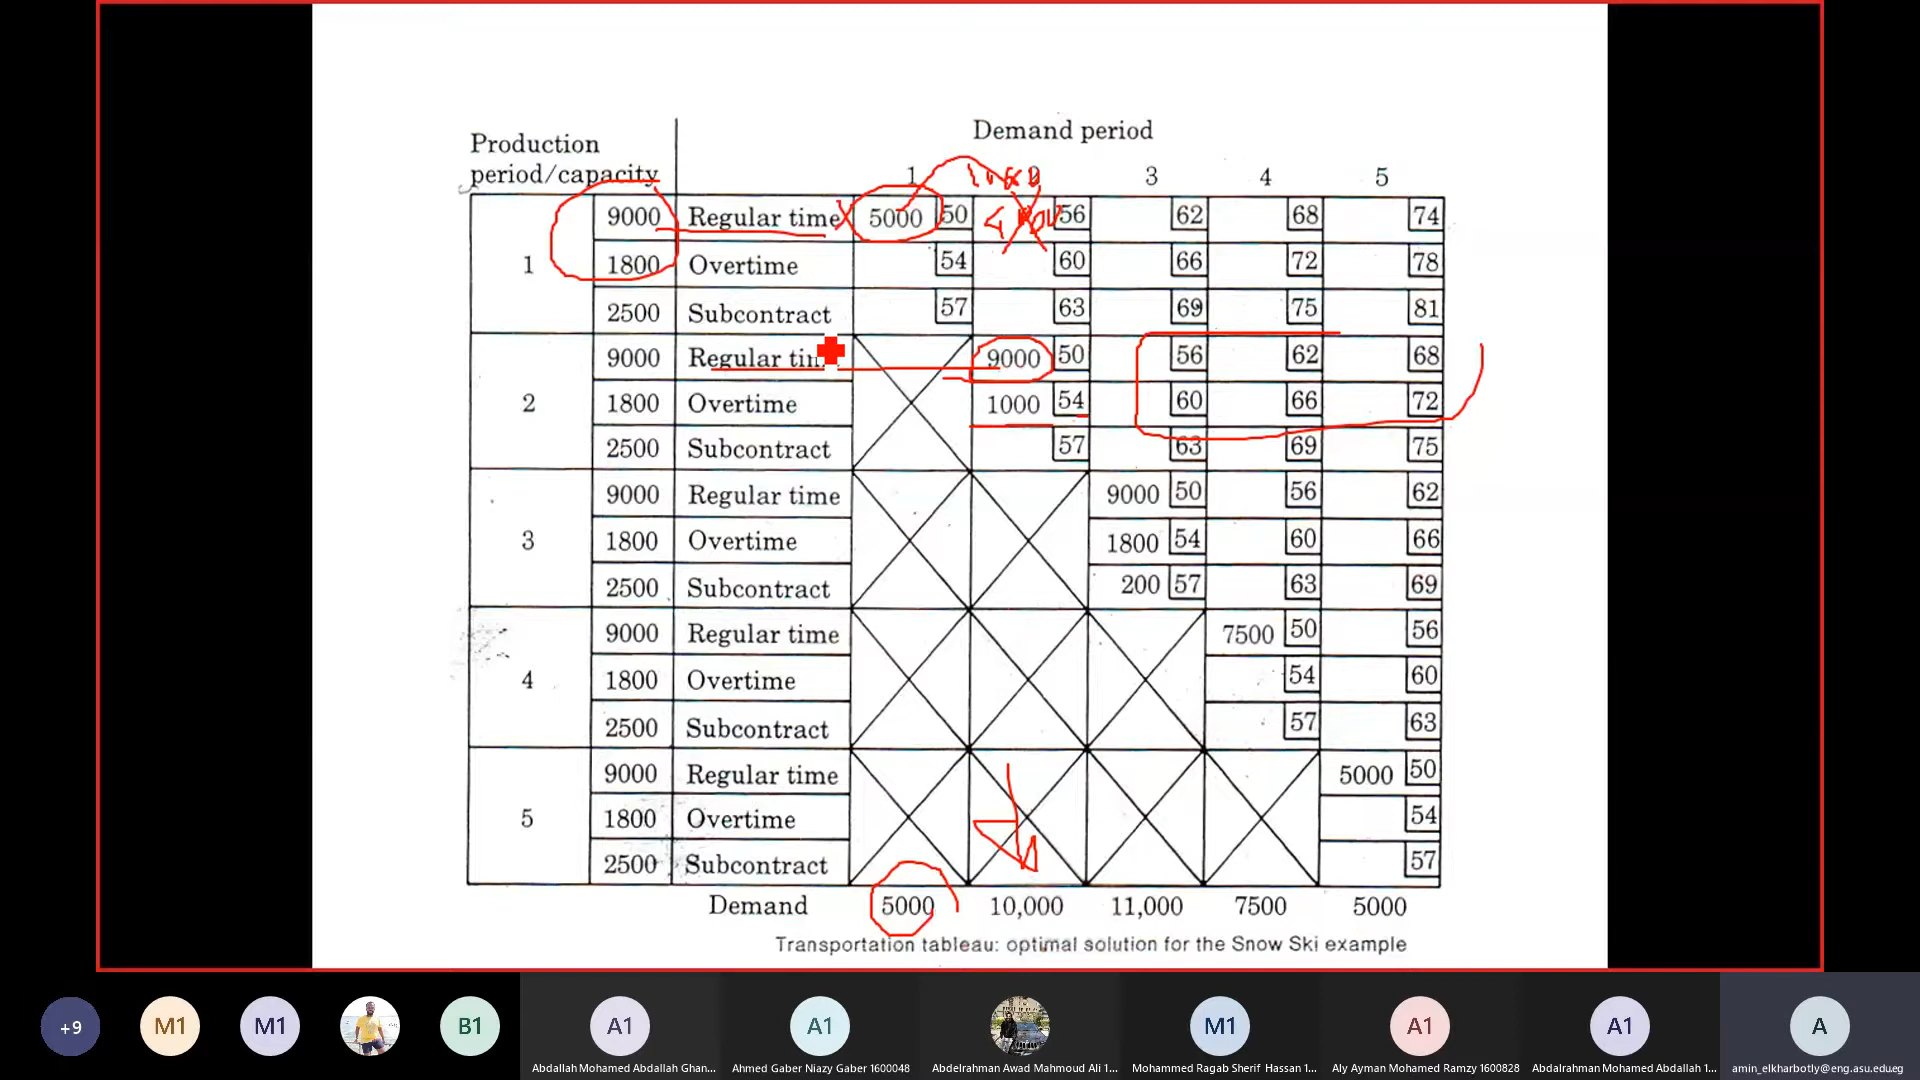 Demand period
Production
period/capacity
1 3 4 5
9000 Regular time 5000 50 56 62 68 74
1 1800 Overtime 54 60 66 72 78
2500 Subcontract 57 63 69 75 81
9000 Regular 9000 50 56 62 68
2 1800 Overtime 1000 54 60 66 72
2500 Subcontract 57 63 69 75
9000 Regular time 9000 50 56 62
3 1800 Overtime 1800 54 60 66
2500 Subcontract 200 57 63 69
9000 Regular time 7500 50 56
4 1800 Overtime 54 60
2500 Subcontract 57 63
9000 Regular time 5000 50
5 1800 Overtime 54
2500 Subcontract 57
Demand 5000 10,000 11,000 7500 5000
Transportation tableau: optimal solution for the Snow Ski example
+9 M1 M1 B1 A1 A1 M1 A1 A1 A
Abdallah Mohamed Abdallah Ghan... Ahmed Gaber Niazy Gaber 1600048 Abdelrahman Awad Mahmoud Ali 1... Mohammed Ragab Sherif Hassan 1... Aly Ayman Mohamed Ramzy 1600828 Abdalrahman Mohamed Abdallah 1... amin_elkharbotly@eng.asu.edu.eg